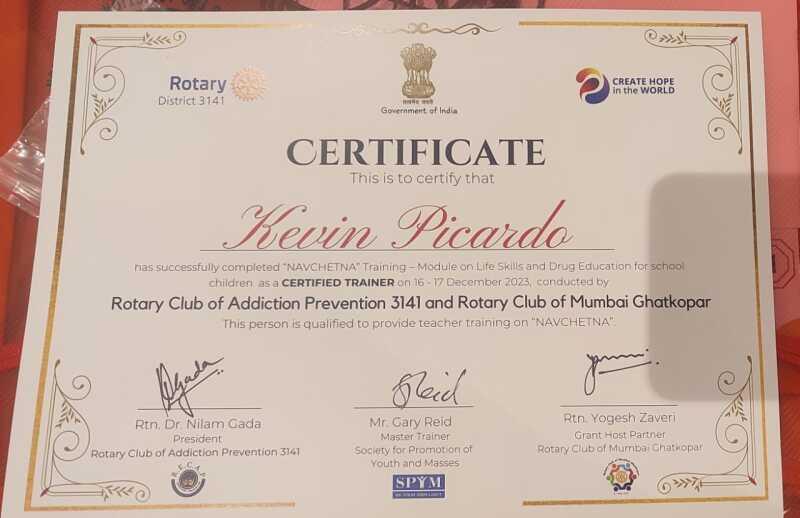 Rotary
District 3141
सत्यमेव जयते
Government of India
CREATE HOPE
in the WORLD
CERTIFICATE
This is to certify that
Kevin Picardo
has successfully completed "NAVCHETNA" Training – Module on Life Skills and Drug Education for school
children as a CERTIFIED TRAINER on 16 - 17 December 2023, conducted by
Rotary Club of Addiction Prevention 3141 and Rotary Club of Mumbai Ghatkopar
This person is qualified to provide teacher training on "NAVCHETNA".
Rtn. Dr. Nilam Gada
President
Rotary Club of Addiction Prevention 3141
Mr. Gary Reid
Master Trainer
Society for Promotion of
Youth and Masses
SPYM
Rtn. Yogesh Zaveri
Grant Host Partner
Rotary Club of Mumbai Ghatkopar